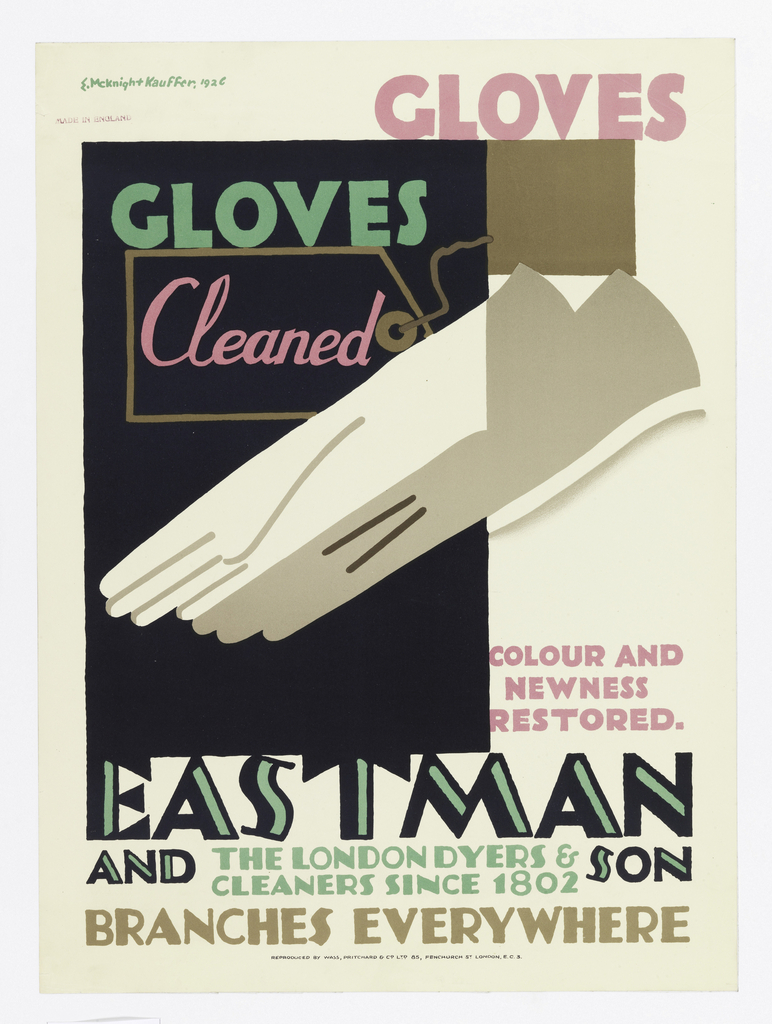 E. McKnight Kauffer, 1926
MADE IN ENGLAND
GLOVES
GLOVES
Cleaned
COLOUR AND
NEWNESS
RESTORED.
EASTMAN
AND THE LONDON DYERS & SON
CLEANERS SINCE 1802
BRANCHES EVERYWHERE
REPRODUCED BY WASS, PRITCHARD & CO LTD 85, FENCHURCH ST LONDON, E.C.3.